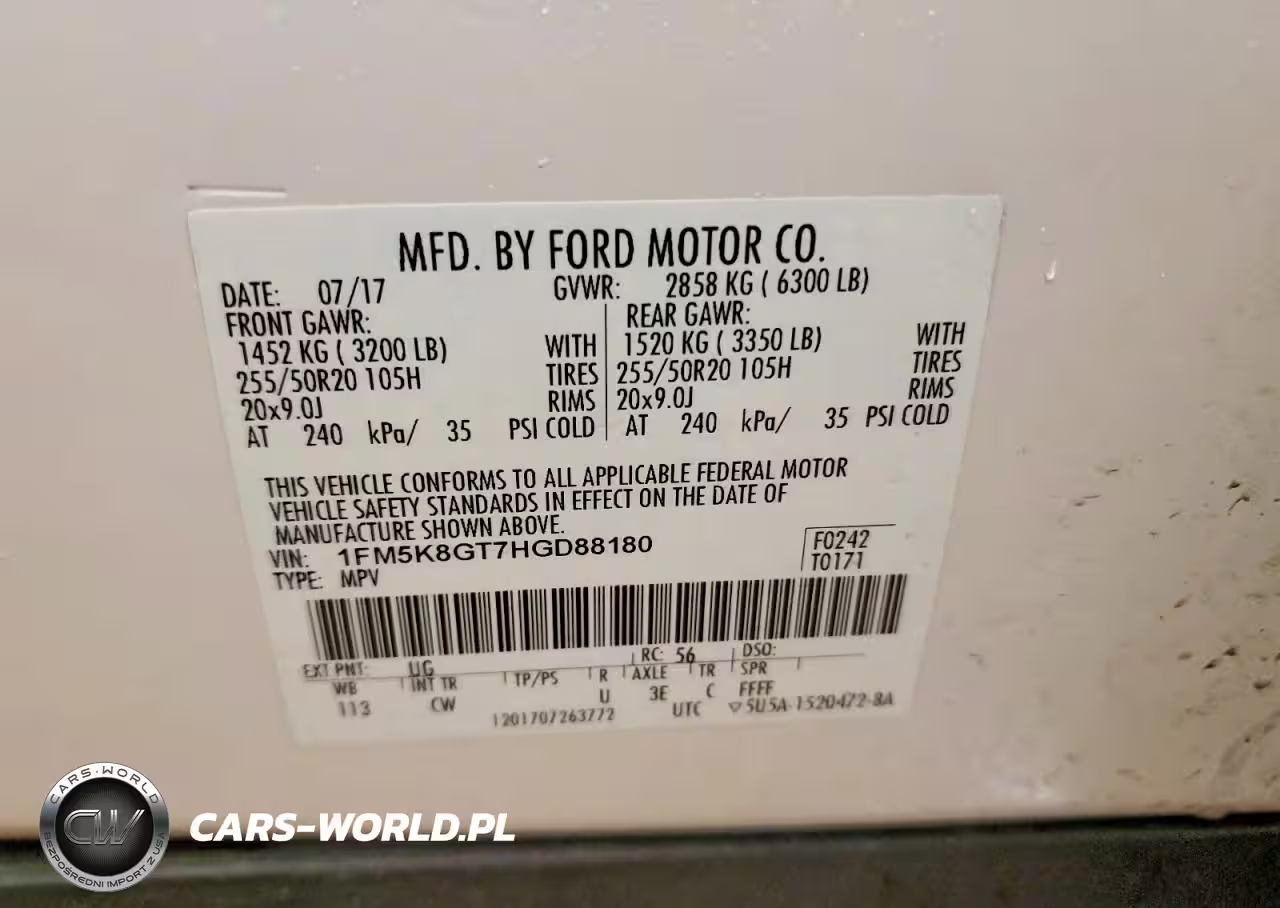 MFD. BY FORD MOTOR CO.
DATE: 07/17 GVWR: 2858 KG ( 6300 LB)
FRONT GAWR: REAR GAWR:
1452 KG ( 3200 LB) WITH 1520 KG ( 3350 LB) WITH
255/50R20 105H TIRES 255/50R20 105H TIRES
20x9.0J RIMS 20x9.0J RIMS
AT 240 kPa/ 35 PSI COLD AT 240 kPa/ 35 PSI COLD
THIS VEHICLE CONFORMS TO ALL APPLICABLE FEDERAL MOTOR
VEHICLE SAFETY STANDARDS IN EFFECT ON THE DATE OF
MANUFACTURE SHOWN ABOVE.
VIN: 1FM5K8GT7HGD88180 F0242
TYPE: MPV T0171
EXT PNT: UG RC: 56 DSO:
WB INT TR TP/PS R AXLE TR SPR
113 CW U 3E C FFFF
1201707263772 UTC ▽5U5A-1520472-BA
CARS-WORLD
CW
BEZPOŚREDNI IMPORT Z USA
CARS-WORLD.PL